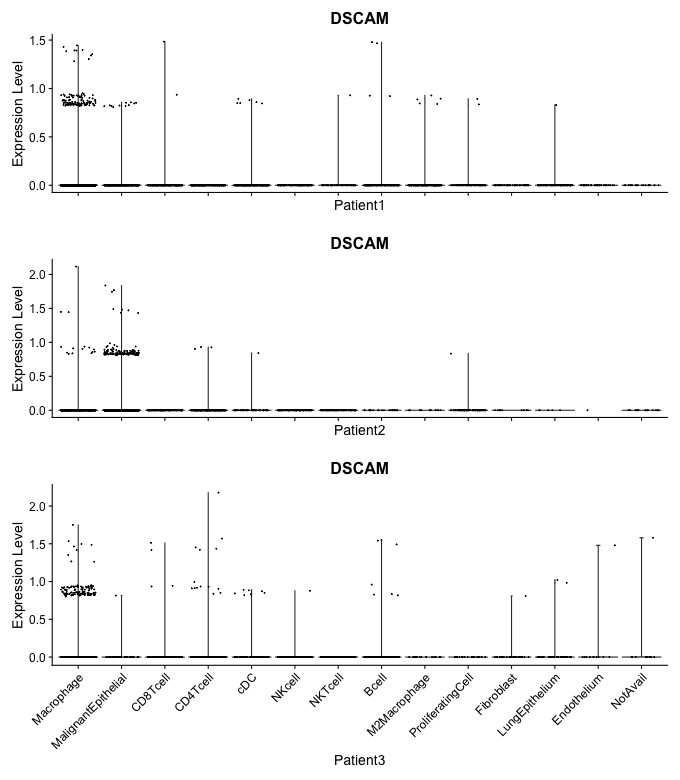 DSCAM
Expression Level
1.5
1.0
0.5
0.0
Patient1
DSCAM
Expression Level
2.0
1.5
1.0
0.5
0.0
Patient2
DSCAM
Expression Level
2.0
1.5
1.0
0.5
0.0
Macrophage
MalignantEpithelial
CD8Tcell
CD4Tcell
cDC
NKcell
NKTcell
Bcell
M2Macrophage
ProliferatingCell
Fibroblast
LungEpithelium
Endothelium
NotAvail
Patient3